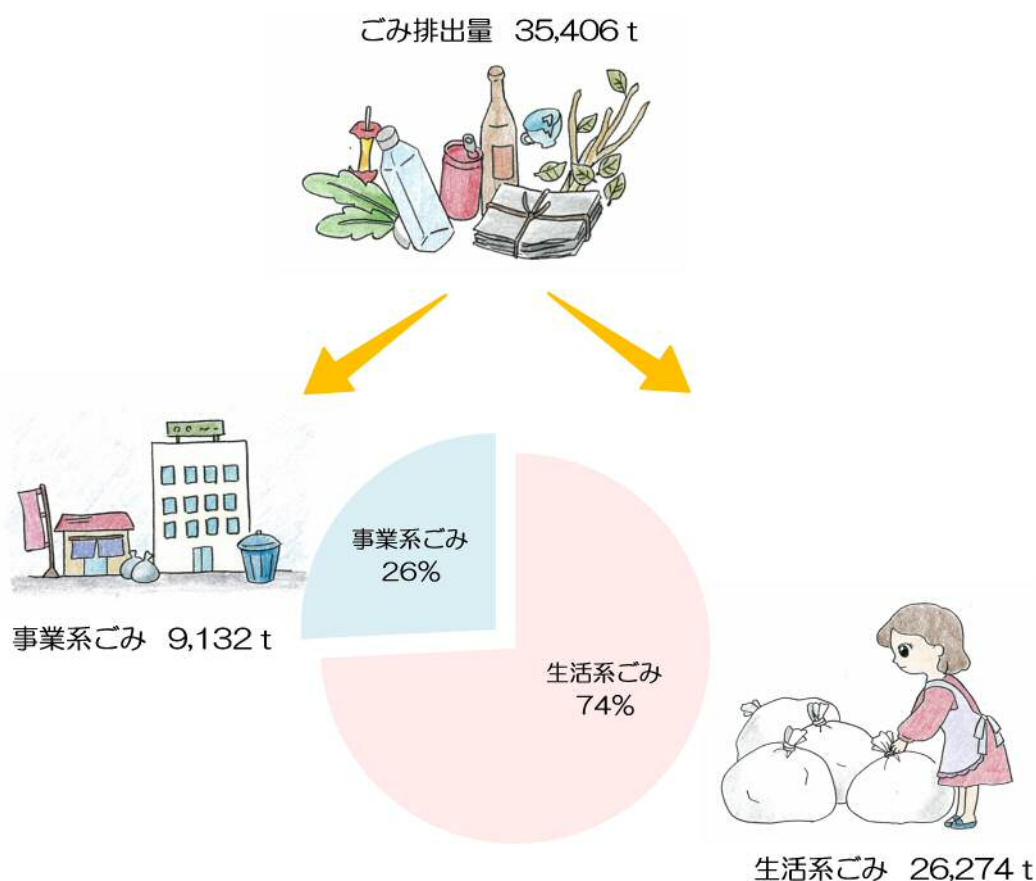 ごみ排出量 35,406 t
事業系ごみ
26%
事業系ごみ 9,132 t
生活系ごみ
74%
生活系ごみ 26,274 t